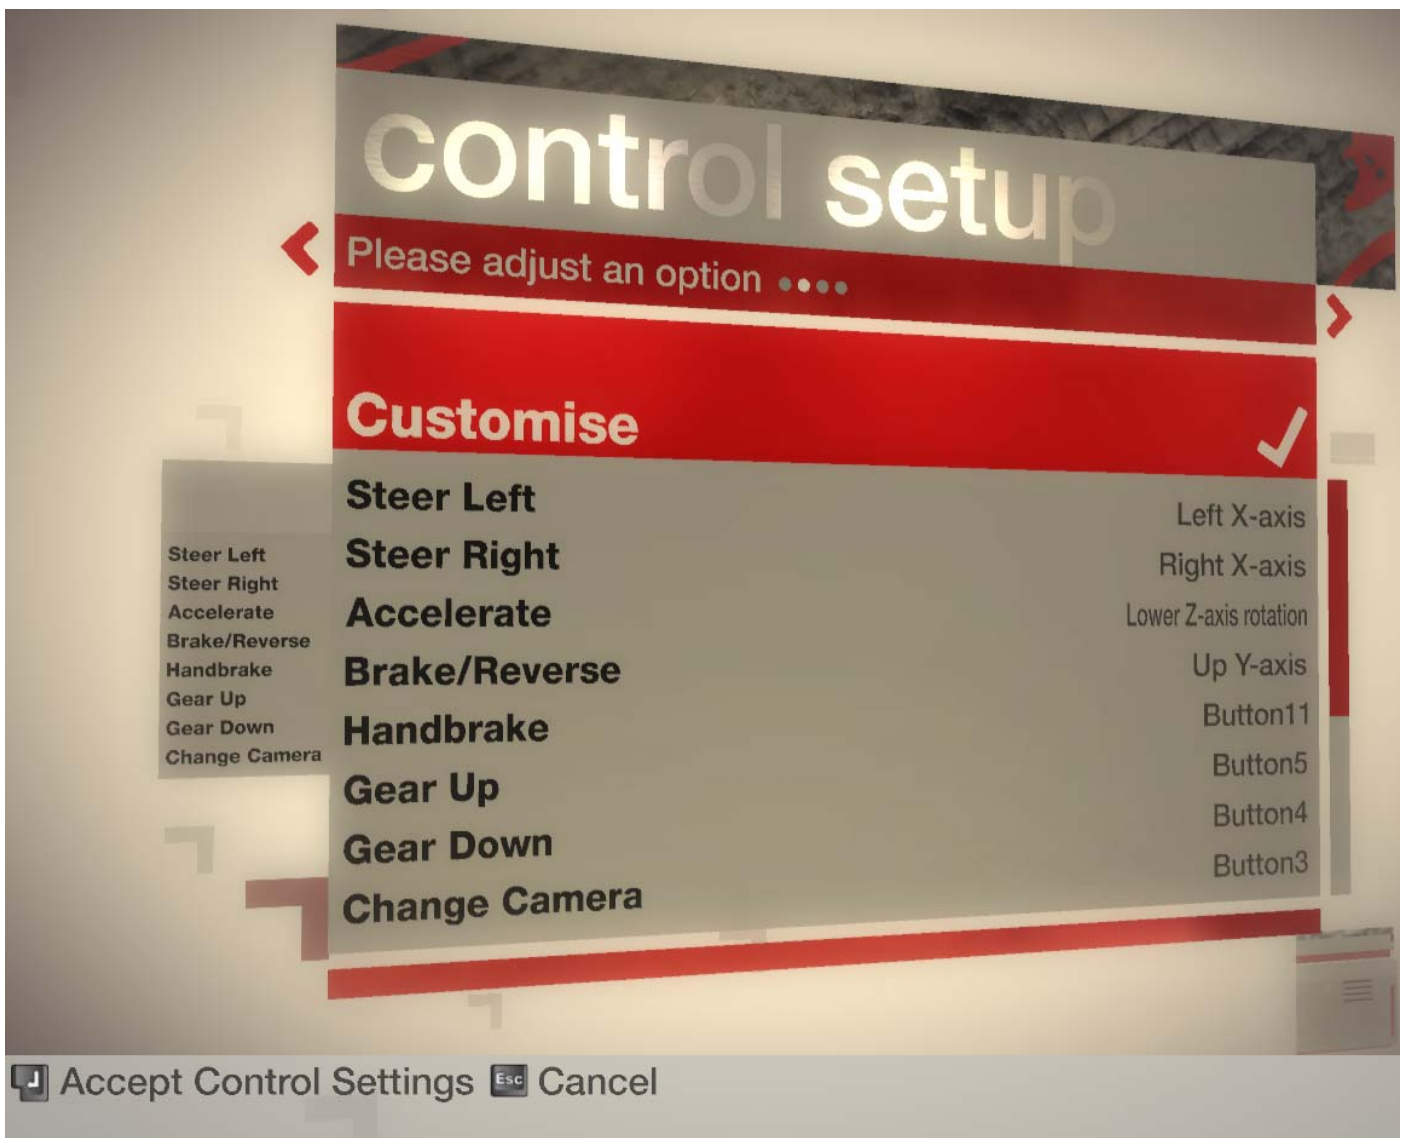 control setup
Please adjust an option
Customise
Steer Left Left X-axis
Steer Right Right X-axis
Accelerate Lower Z-axis rotation
Brake/Reverse Up Y-axis
Handbrake Button11
Gear Up Button5
Gear Down Button4
Change Camera Button3
Steer Left
Steer Right
Accelerate
Brake/Reverse
Handbrake
Gear Up
Gear Down
Change Camera
Accept Control Settings Esc Cancel